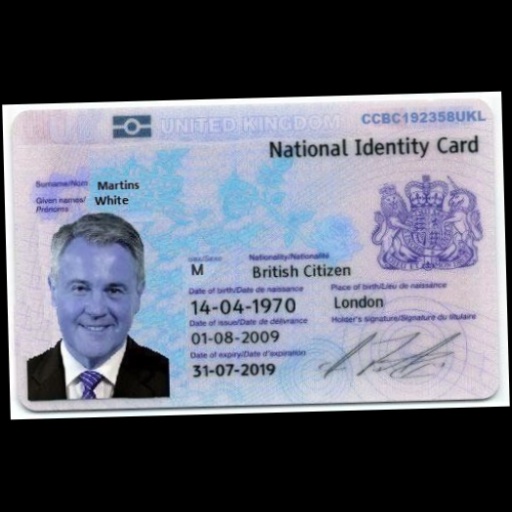 UNITED KINGDOM CCBC192358UKL
National Identity Card
Surname/Nom Martins
Given names/ White
Prénoms
Sex/Sexe Nationality/Nationalité
M British Citizen
Date of birth/Date de naissance Place of birth/Lieu de naissance
14-04-1970 London
Date of issue/Date de délivrance Holder's signature/Signature du titulaire
01-08-2009
Date of expiry/Date d'expiration
31-07-2019